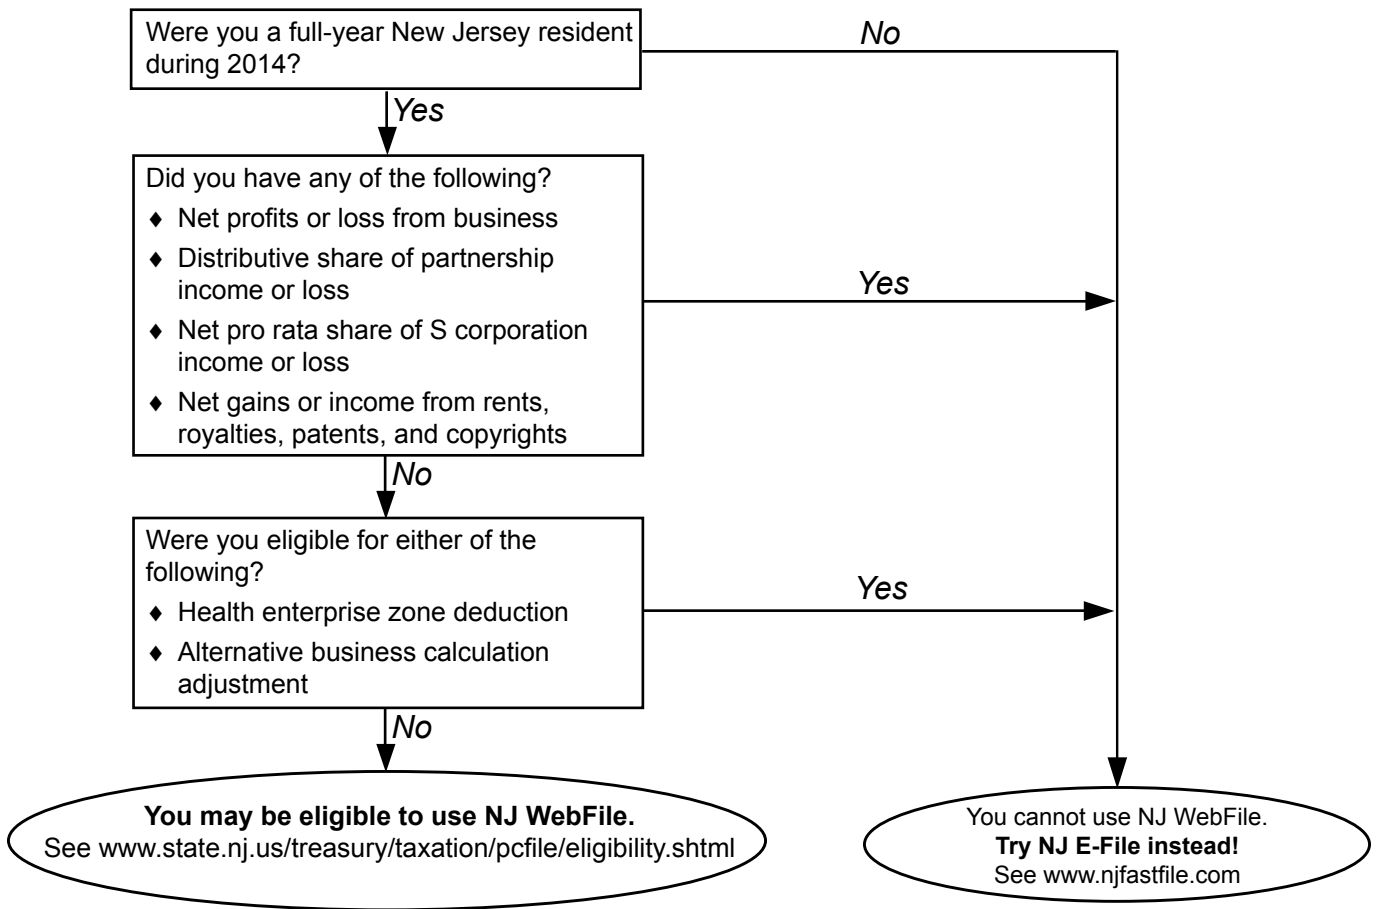 Were you a full-year New Jersey resident
during 2014?
No
Yes
Did you have any of the following?
♦ Net profits or loss from business
♦ Distributive share of partnership
income or loss
♦ Net pro rata share of S corporation
income or loss
♦ Net gains or income from rents,
royalties, patents, and copyrights
Yes
No
Were you eligible for either of the
following?
♦ Health enterprise zone deduction
♦ Alternative business calculation
adjustment
Yes
No
You may be eligible to use NJ WebFile.
See www.state.nj.us/treasury/taxation/pcfile/eligibility.shtml
You cannot use NJ WebFile.
Try NJ E-File instead!
See www.njfastfile.com